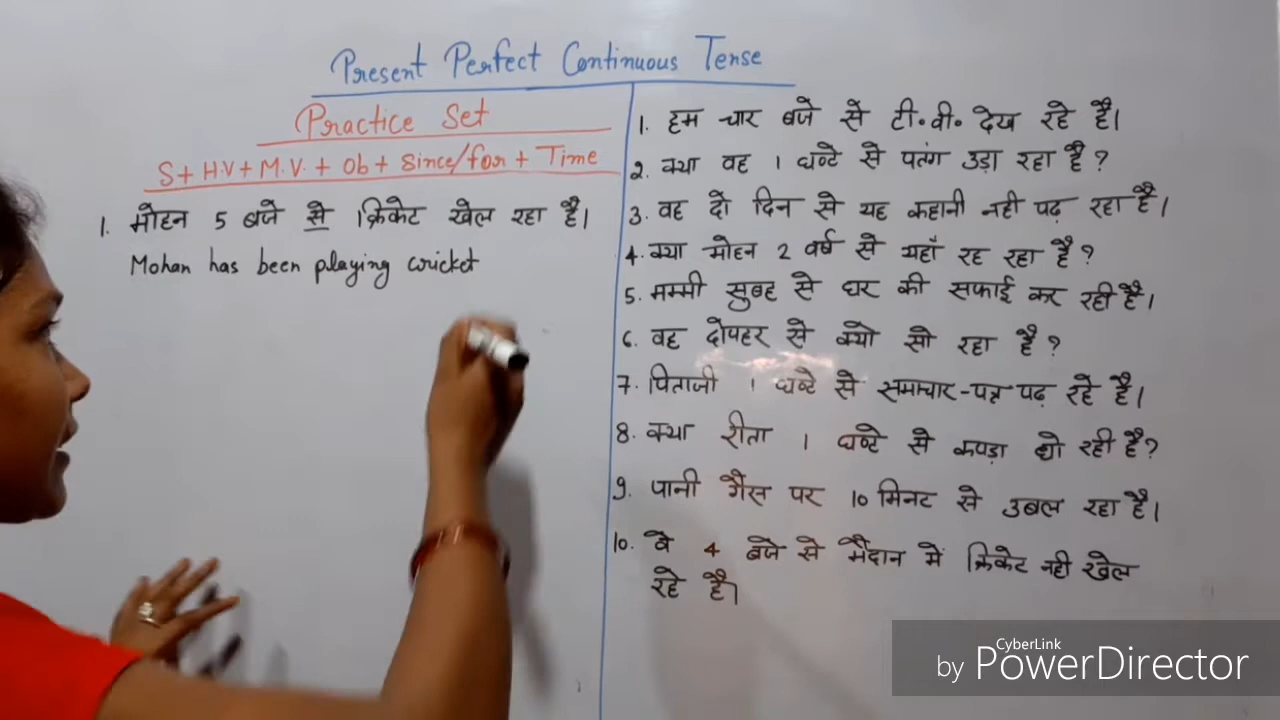 Present Perfect Continuous Tense
Practice Set
S + H.V + M.V. + Ob + Since/for + Time
1. मोहन 5 बजे से क्रिकेट खेल रहा है।
Mohan has been playing cricket
1. हम चार बजे से टी॰वी॰ देख रहे है।
2. क्या वह 1 घण्टे से पतंग उड़ा रहा है?
3. वह दो दिन से यह कहानी नही पढ़ रहा है।
4. क्या मोहन 2 वर्ष से यहाँ रह रहा है?
5. मम्मी सुबह से घर की सफाई कर रही है।
6. वह दोपहर से क्यो सो रहा है?
7. पिताजी 1 घण्टे से समाचार-पत्र पढ़ रहे है।
8. क्या रीता 1 घण्टे से कपड़ा धो रही है?
9. पानी गैस पर 10 मिनट से उबल रहा है।
10. वे 4 बजे से मैदान में क्रिकेट नही खेल
रहे है।
CyberLink
by PowerDirector